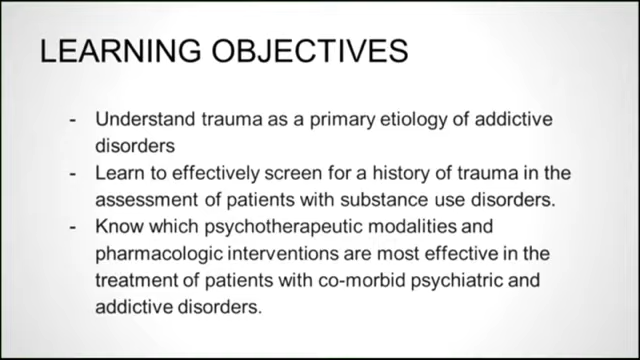 LEARNING OBJECTIVES
- Understand trauma as a primary etiology of addictive
disorders
- Learn to effectively screen for a history of trauma in the
assessment of patients with substance use disorders.
- Know which psychotherapeutic modalities and
pharmacologic interventions are most effective in the
treatment of patients with co-morbid psychiatric and
addictive disorders.